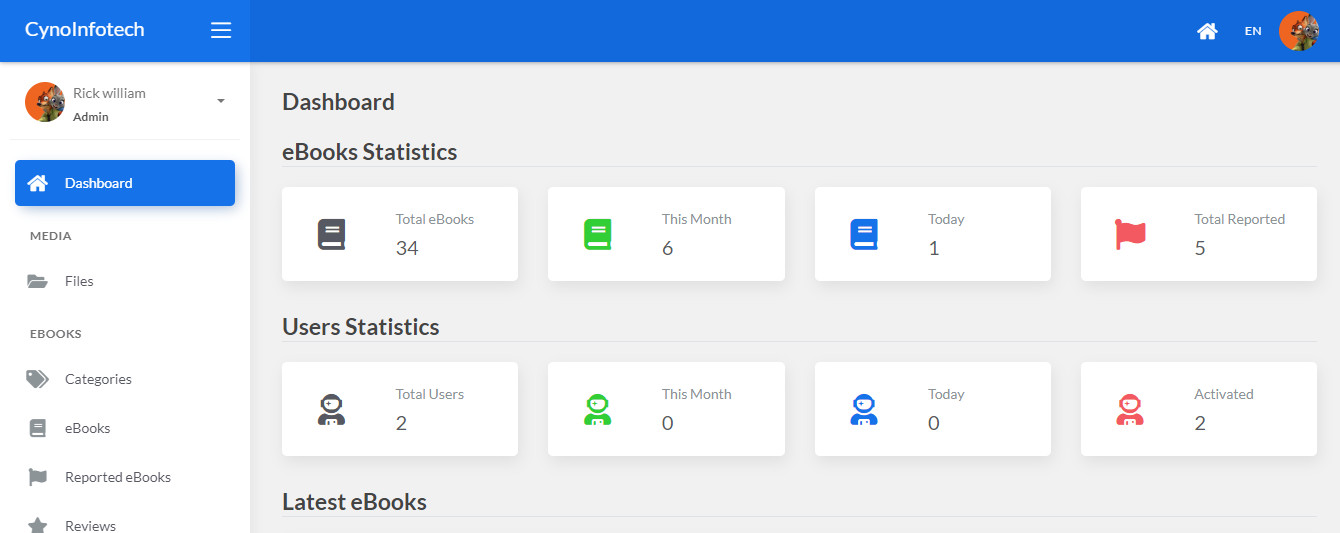 CynoInfotech
EN
Rick william
Admin
Dashboard
MEDIA
Files
EBOOKS
Categories
eBooks
Reported eBooks
Reviews
Dashboard
eBooks Statistics
Total eBooks
34
This Month
6
Today
1
Total Reported
5
Users Statistics
Total Users
2
This Month
0
Today
0
Activated
2
Latest eBooks